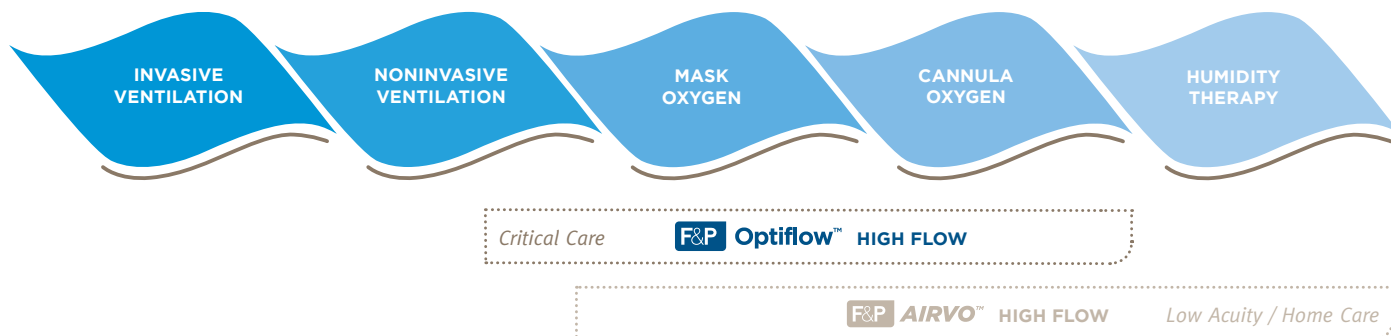 INVASIVE
VENTILATION
NONINVASIVE
VENTILATION
MASK
OXYGEN
CANNULA
OXYGEN
HUMIDITY
THERAPY
Critical Care F&P Optiflow™ HIGH FLOW
F&P AIRVO™ HIGH FLOW Low Acuity / Home Care